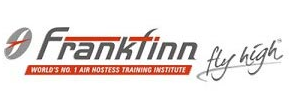 Frankfinn
WORLD'S NO. 1 AIR HOSTESS TRAINING INSTITUTE
fly high